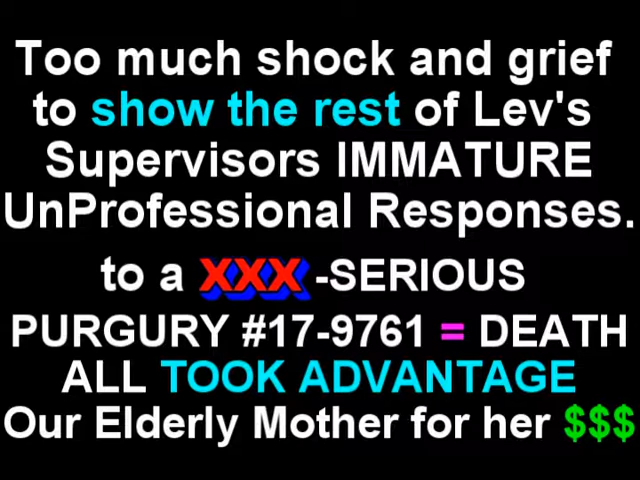 Too much shock and grief
to show the rest of Lev's
Supervisors IMMATURE
UnProfessional Responses.
to a XXX -SERIOUS
PURGURY #17-9761 = DEATH
ALL TOOK ADVANTAGE
Our Elderly Mother for her $$$